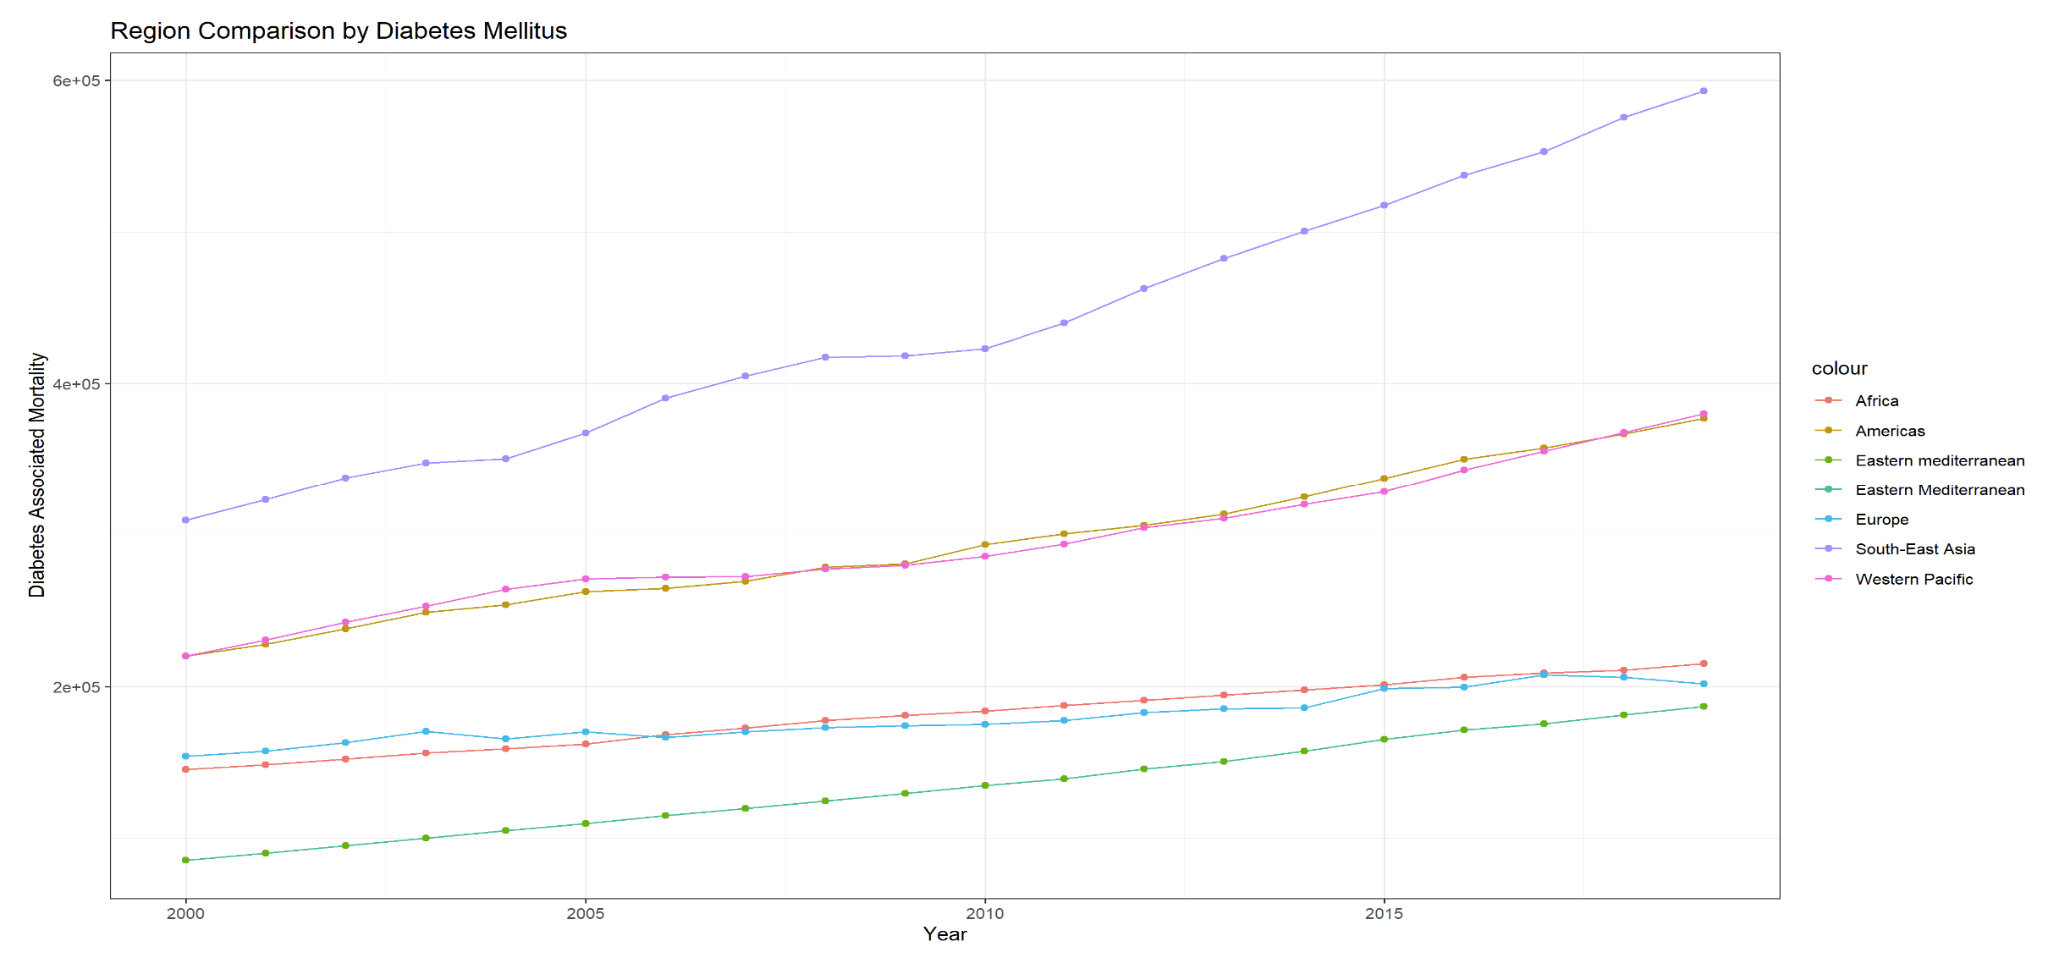 Region Comparison by Diabetes Mellitus
6e+05
4e+05
2e+05
Diabetes Associated Mortality
2000
2005
2010
2015
Year
colour
Africa
Americas
Eastern mediterranean
Eastern Mediterranean
Europe
South-East Asia
Western Pacific